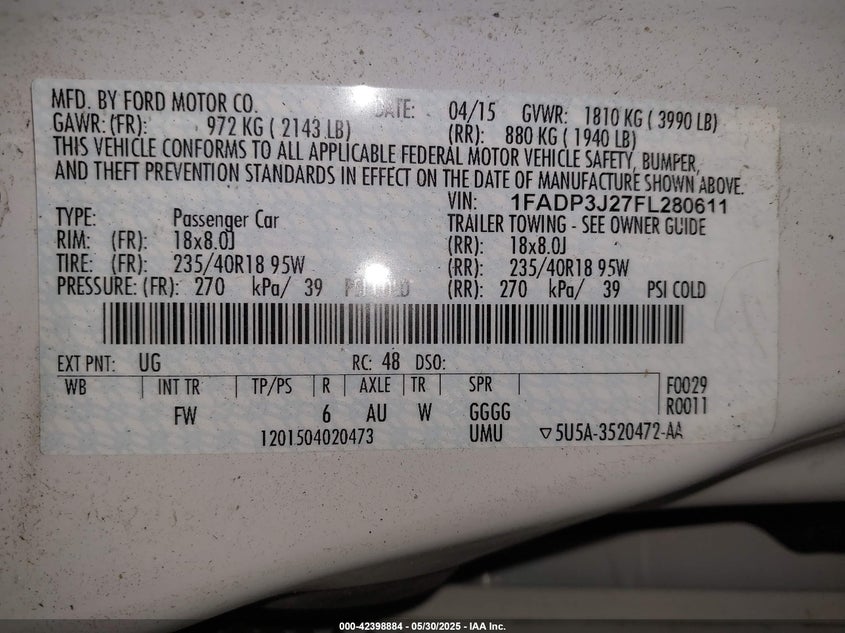 MFD. BY FORD MOTOR CO. DATE: 04/15 GVWR: 1810 KG ( 3990 LB)
GAWR: (FR): 972 KG ( 2143 LB) (RR): 880 KG ( 1940 LB)
THIS VEHICLE CONFORMS TO ALL APPLICABLE FEDERAL MOTOR VEHICLE SAFETY, BUMPER,
AND THEFT PREVENTION STANDARDS IN EFFECT ON THE DATE OF MANUFACTURE SHOWN ABOVE.
VIN: 1FADP3J27FL280611
TYPE: Passenger Car TRAILER TOWING - SEE OWNER GUIDE
RIM: (FR): 18x8.0J (RR): 18x8.0J
TIRE: (FR): 235/40R18 95W (RR): 235/40R18 95W
PRESSURE: (FR): 270 kPa/ 39 PSI COLD (RR): 270 kPa/ 39 PSI COLD
EXT PNT: UG RC: 48 DSO:
WB INT TR TP/PS R AXLE TR SPR F0029
FW 6 AU W GGGG R0011
1201504020473 UMU ▽5U5A-3520472-AA
000-42398884 - 05/30/2025 - IAA Inc.